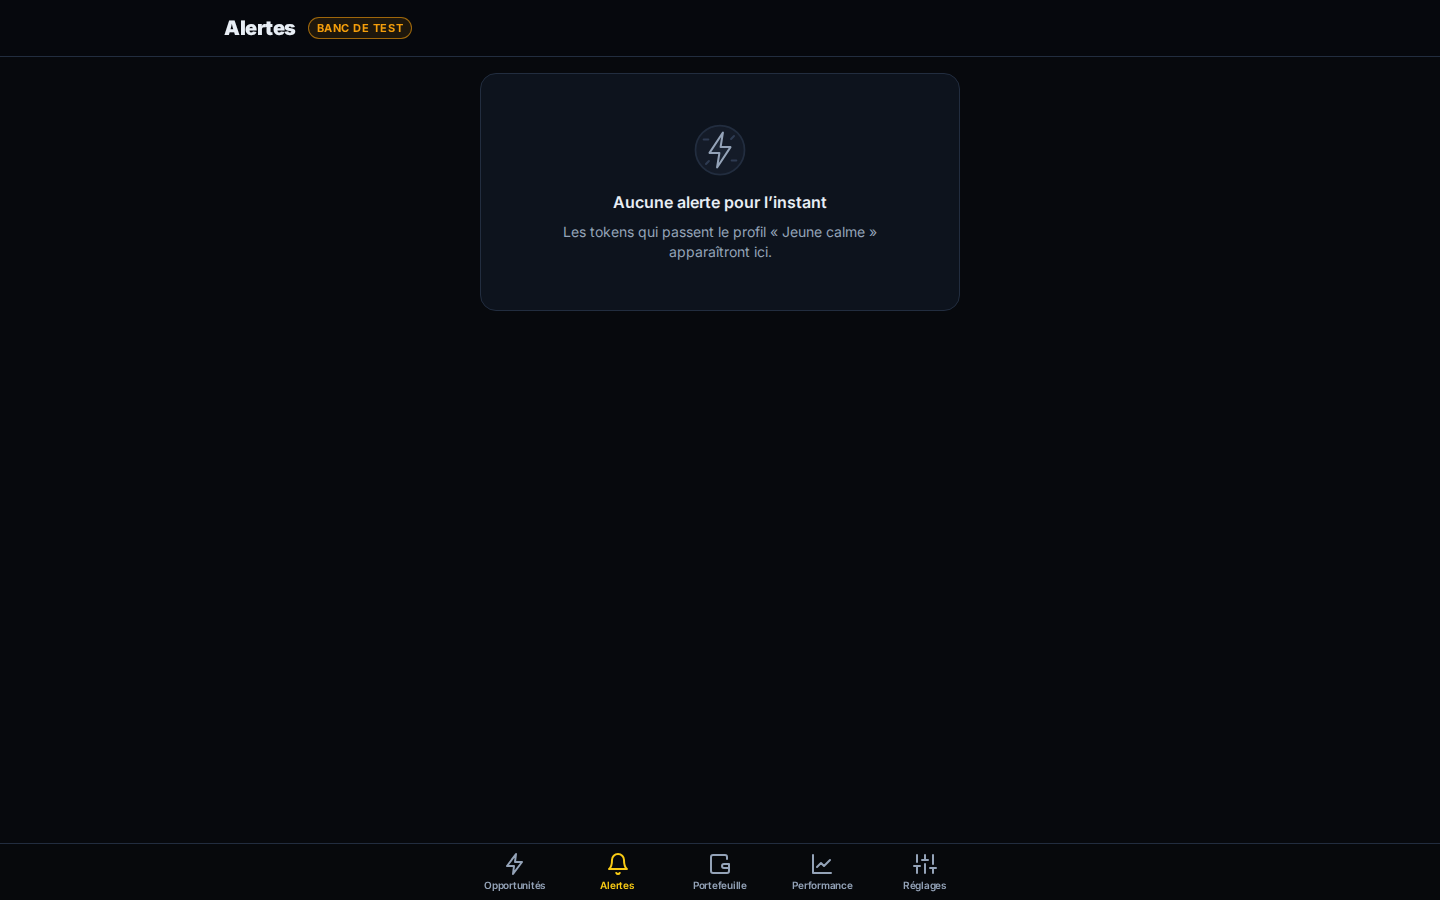 Alertes
BANC DE TEST
Aucune alerte pour l’instant
Les tokens qui passent le profil « Jeune calme »
apparaîtront ici.
Opportunités
Alertes
Portefeuille
Performance
Réglages